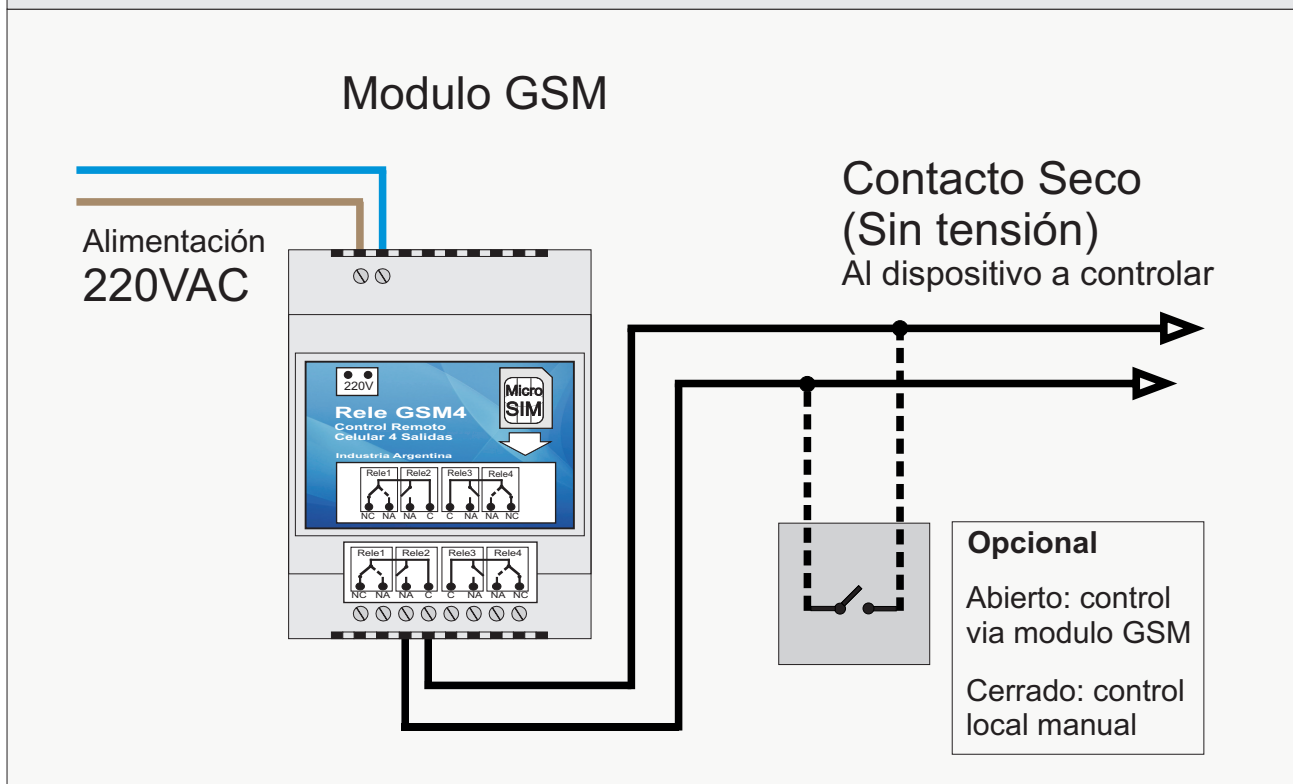 Modulo GSM
Alimentación
220VAC
Contacto Seco
(Sin tensión)
Al dispositivo a controlar
220V
Micro
SIM
Rele GSM4
Control Remoto
Celular 4 Salidas
Industria Argentina
Rele1 Rele2 Rele3 Rele4
NC NA NA C C NA NA NC
Rele1 Rele2 Rele3 Rele4
NC NA NA C C NA NA NC
Opcional
Abierto: control
via modulo GSM
Cerrado: control
local manual